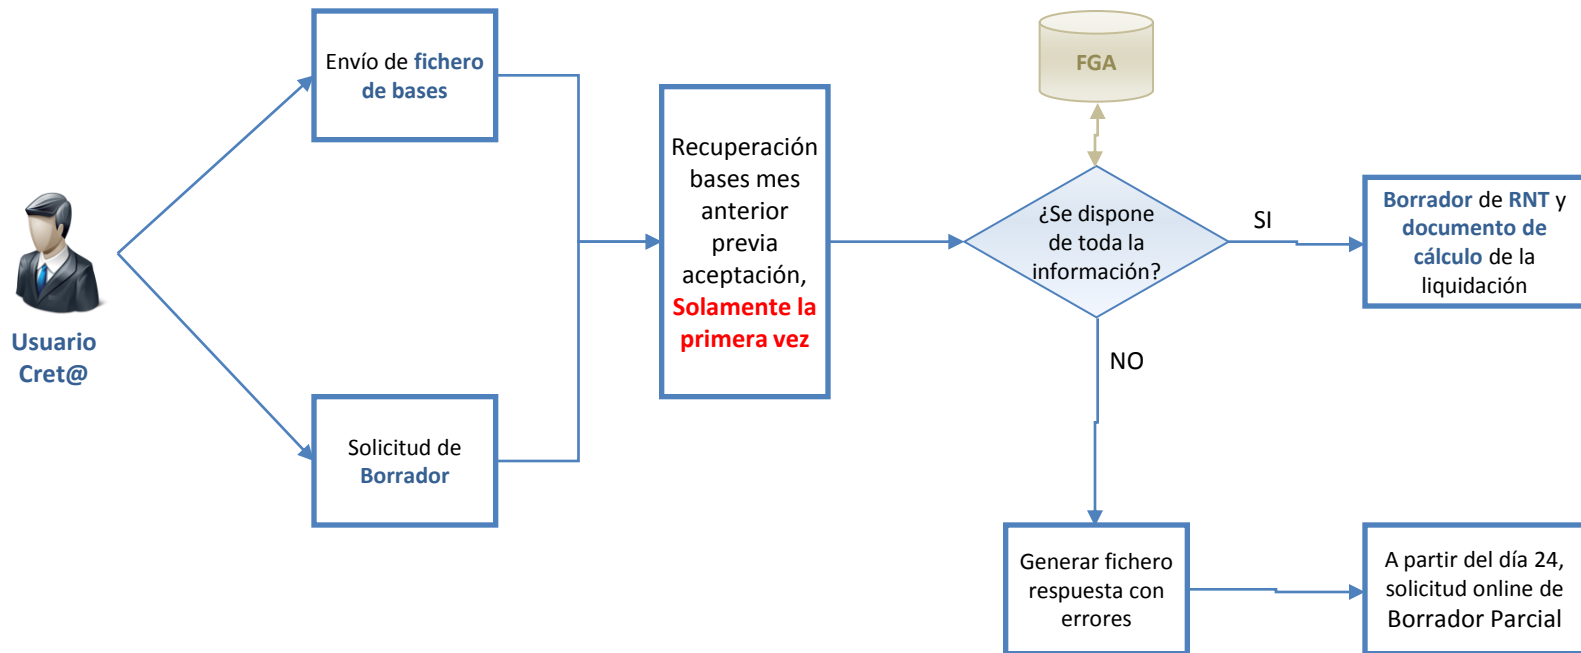 Usuario
Cret@
Envío de fichero
de bases
Solicitud de
Borrador
Recuperación
bases mes
anterior
previa
aceptación,
Solamente la
primera vez
FGA
¿Se dispone
de toda la
información?
SI
Borrador de RNT y
documento de
cálculo de la
liquidación
NO
Generar fichero
respuesta con
errores
A partir del día 24,
solicitud online de
Borrador Parcial